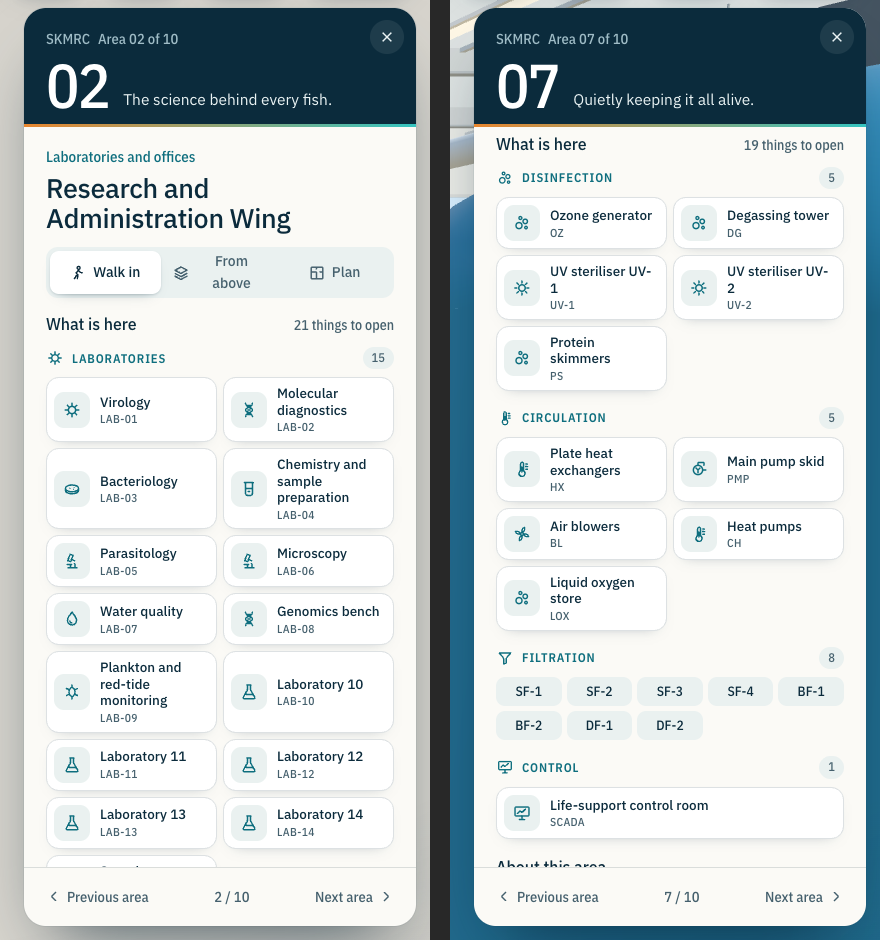 SKMRC Area 02 of 10
02 The science behind every fish.
Laboratories and offices
Research and
Administration Wing
Walk in
From
above
Plan
What is here
21 things to open
LABORATORIES
15
Virology
LAB-01
Molecular
diagnostics
LAB-02
Bacteriology
LAB-03
Chemistry and
sample
preparation
LAB-04
Parasitology
LAB-05
Microscopy
LAB-06
Water quality
LAB-07
Genomics bench
LAB-08
Plankton and
red-tide
monitoring
LAB-09
Laboratory 10
LAB-10
Laboratory 11
LAB-11
Laboratory 12
LAB-12
Laboratory 13
LAB-13
Laboratory 14
LAB-14
Previous area
2 / 10
Next area
SKMRC Area 07 of 10
07 Quietly keeping it all alive.
What is here
19 things to open
DISINFECTION
5
Ozone generator
OZ
Degassing tower
DG
UV steriliser UV-
1
UV-1
UV steriliser UV-
2
UV-2
Protein
skimmers
PS
CIRCULATION
5
Plate heat
exchangers
HX
Main pump skid
PMP
Air blowers
BL
Heat pumps
CH
Liquid oxygen
store
LOX
FILTRATION
8
SF-1 SF-2 SF-3 SF-4 BF-1
BF-2 DF-1 DF-2
CONTROL
1
Life-support control room
SCADA
About this area
Previous area
7 / 10
Next area